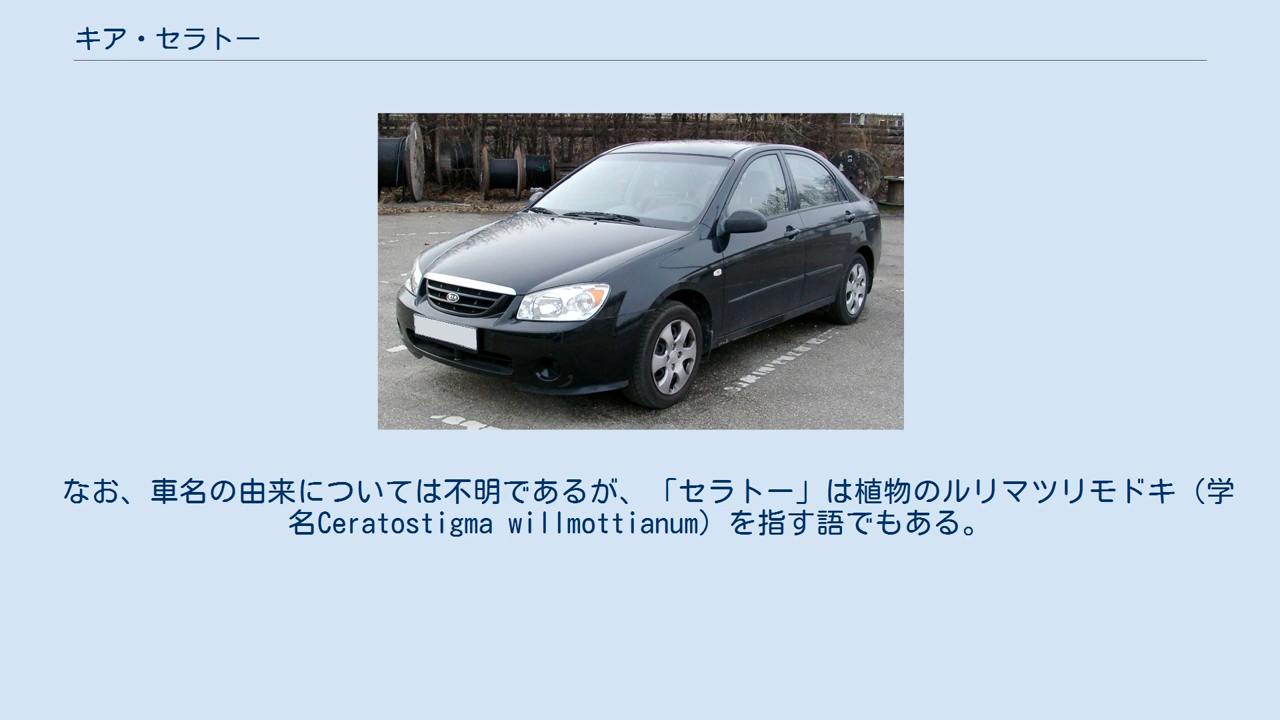 キア・セラトー
KIA
なお、車名の由来については不明であるが、「セラトー」は植物のルリマツリモドキ（学
名Ceratostigma willmottianum）を指す語でもある。